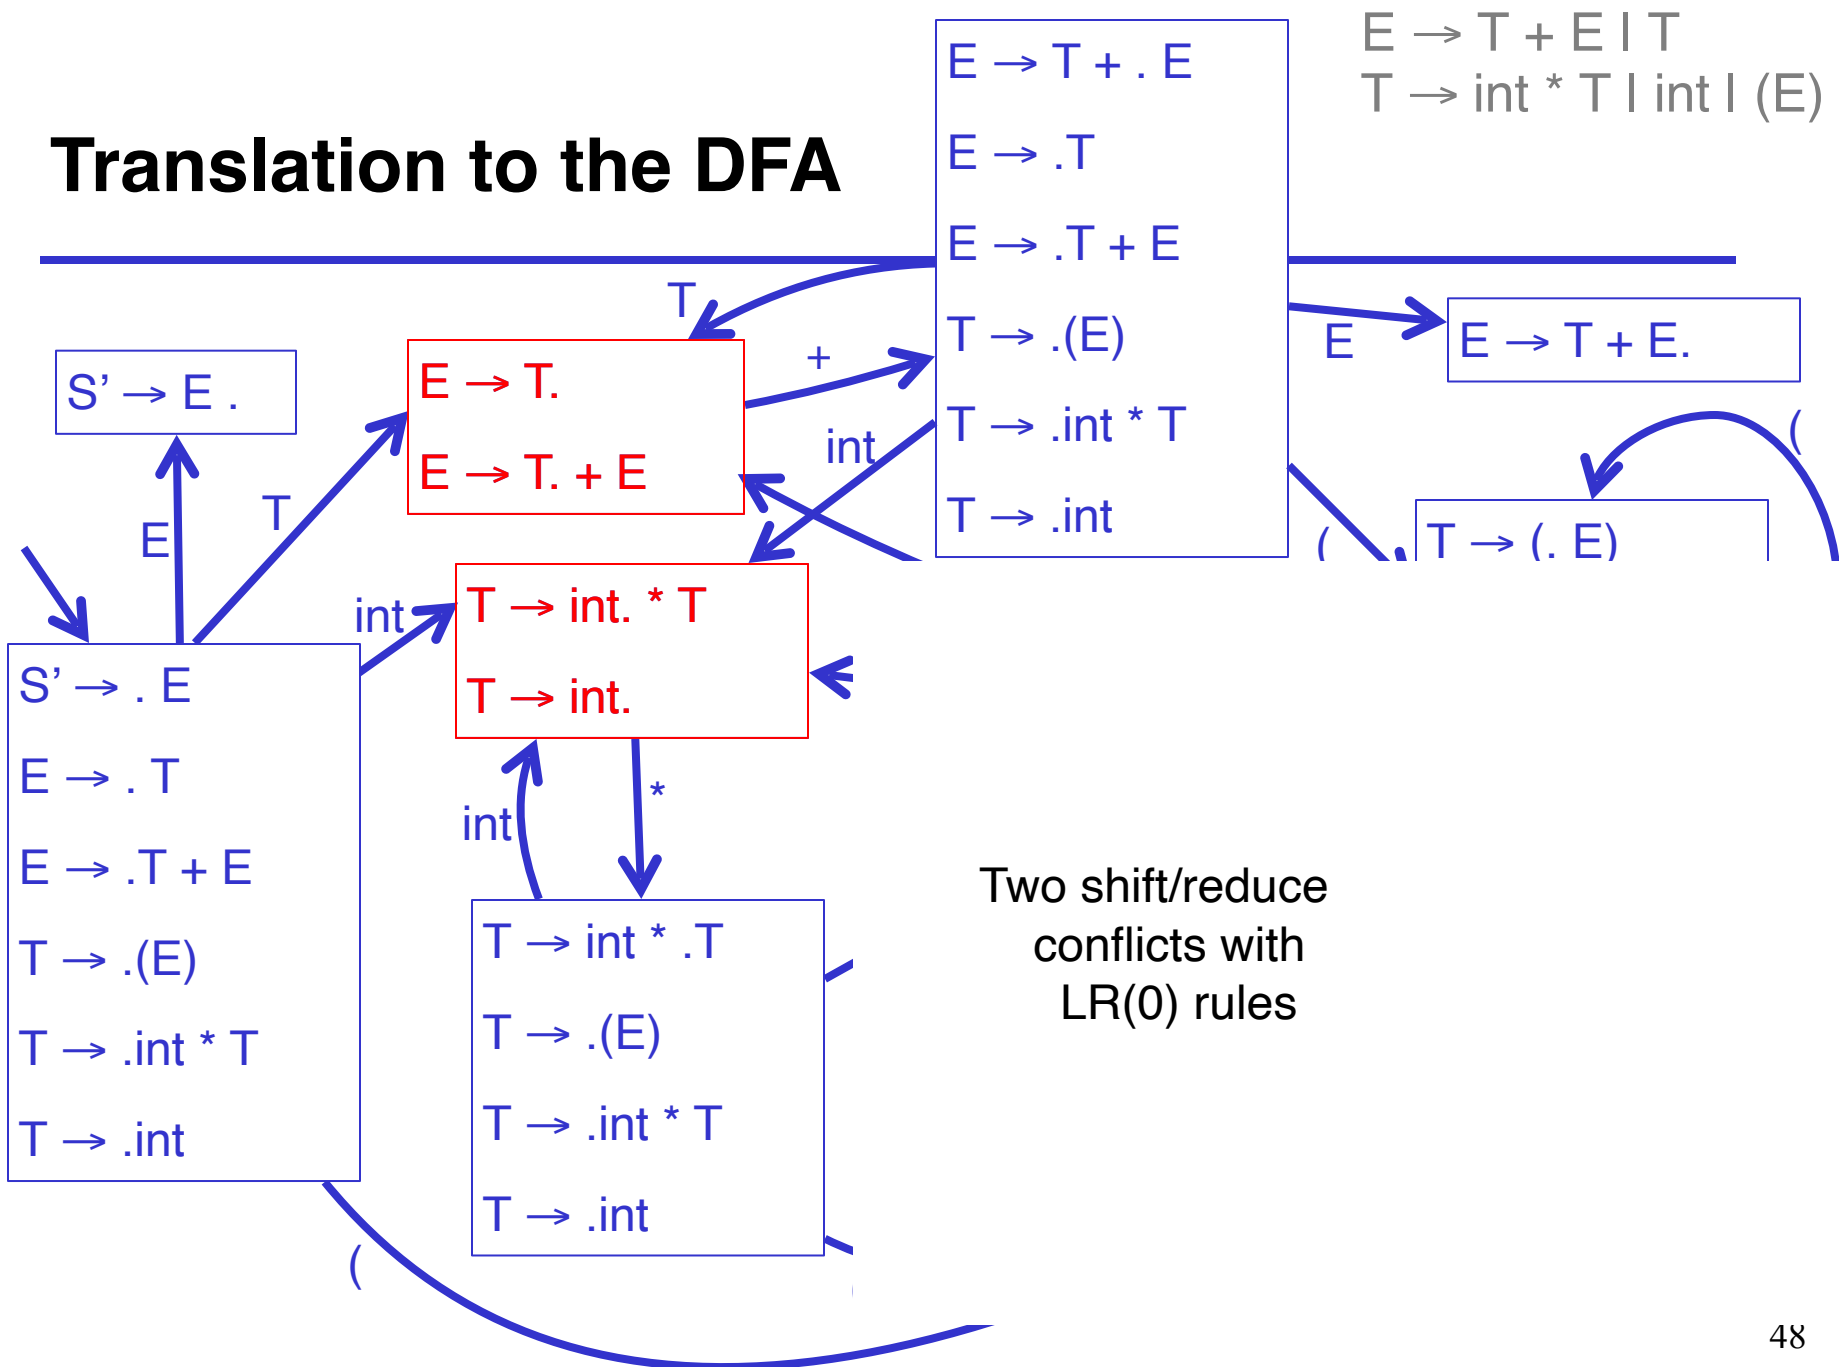 E → T + E | T
T → int * T | int | (E)
Translation to the DFA
E → T + . E
E → .T
E → .T + E
T → .(E)
T → .int * T
T → .int
T
+
E
E → T + E.
S’ → E .
E → T.
E → T. + E
int
(
(
T → (. E)
E
T
int
T → int. * T
T → int.
S’ → . E
E → . T
E → .T + E
T → .(E)
T → .int * T
T → .int
int
*
T → int * .T
T → .(E)
T → .int * T
T → .int
(
Two shift/reduce
conflicts with
LR(0) rules
48